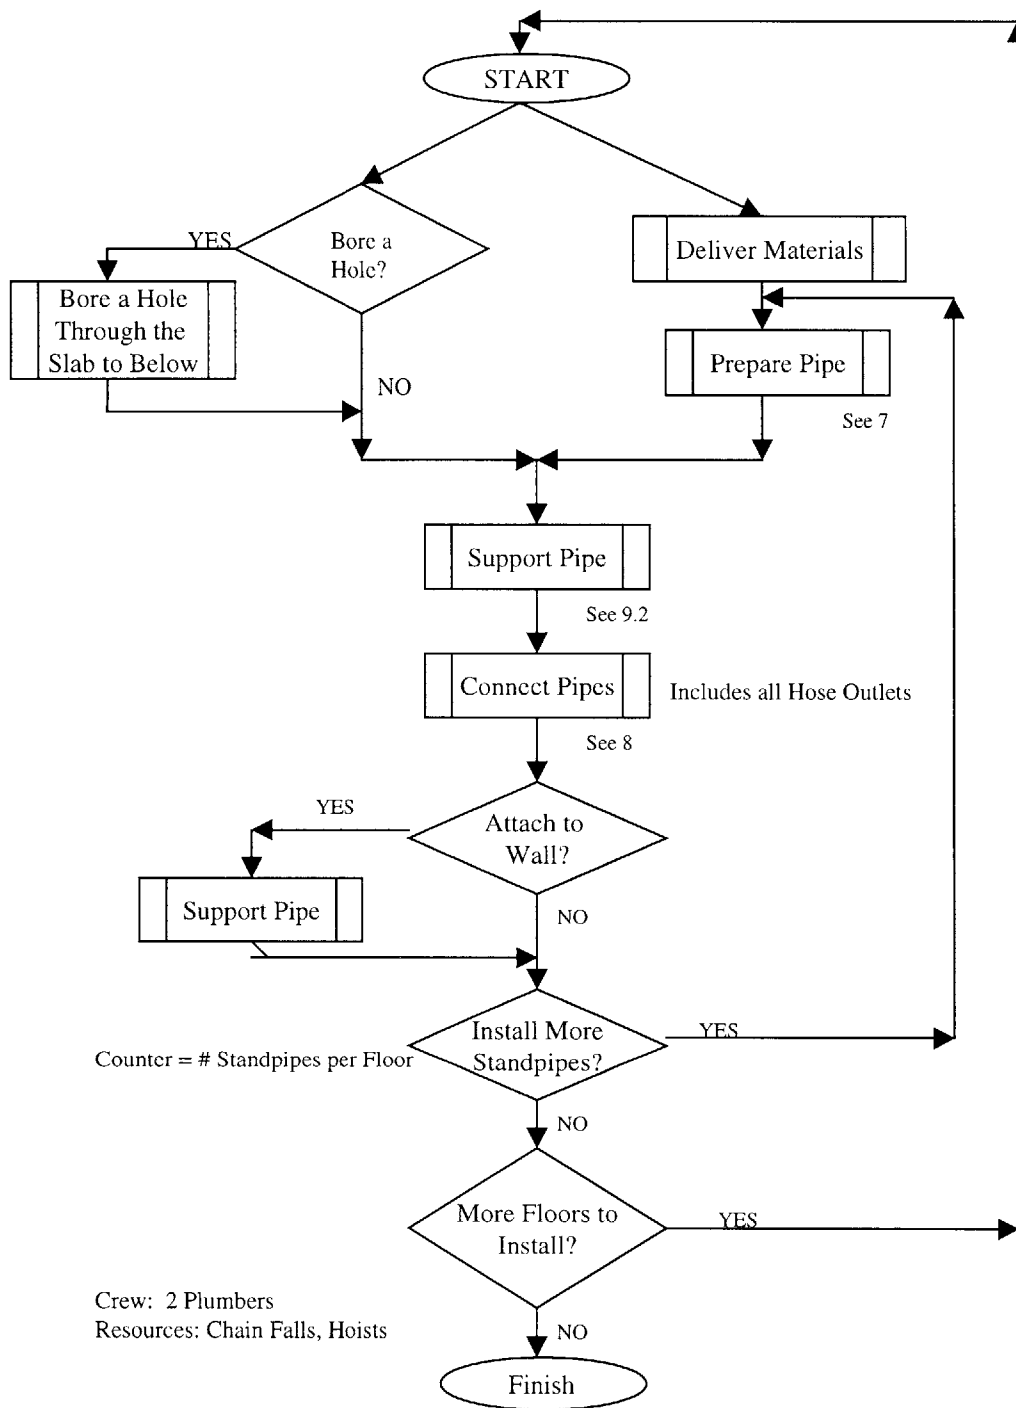 START
YES
Bore a
Hole?
Deliver Materials
Bore a Hole
Through the
Slab to Below
NO
Prepare Pipe
See 7
Support Pipe
See 9.2
Connect Pipes
Includes all Hose Outlets
See 8
YES
Attach to
Wall?
Support Pipe
NO
Install More
Standpipes?
YES
Counter = # Standpipes per Floor
NO
More Floors to
Install?
YES
Crew: 2 Plumbers
Resources: Chain Falls, Hoists
NO
Finish